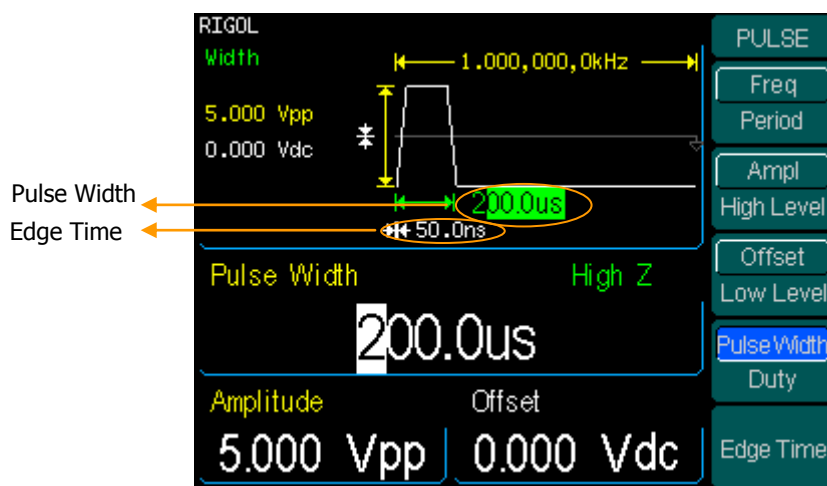 RIGOL
Width
1.000,000,0kHz
5.000 Vpp
0.000 Vdc
Pulse Width
200.0us
Edge Time
50.0ns
Pulse Width
High Z
200.0us
Amplitude
Offset
5.000 Vpp
0.000 Vdc
PULSE
Freq
Period
Ampl
High Level
Offset
Low Level
Pulse Width
Duty
Edge Time